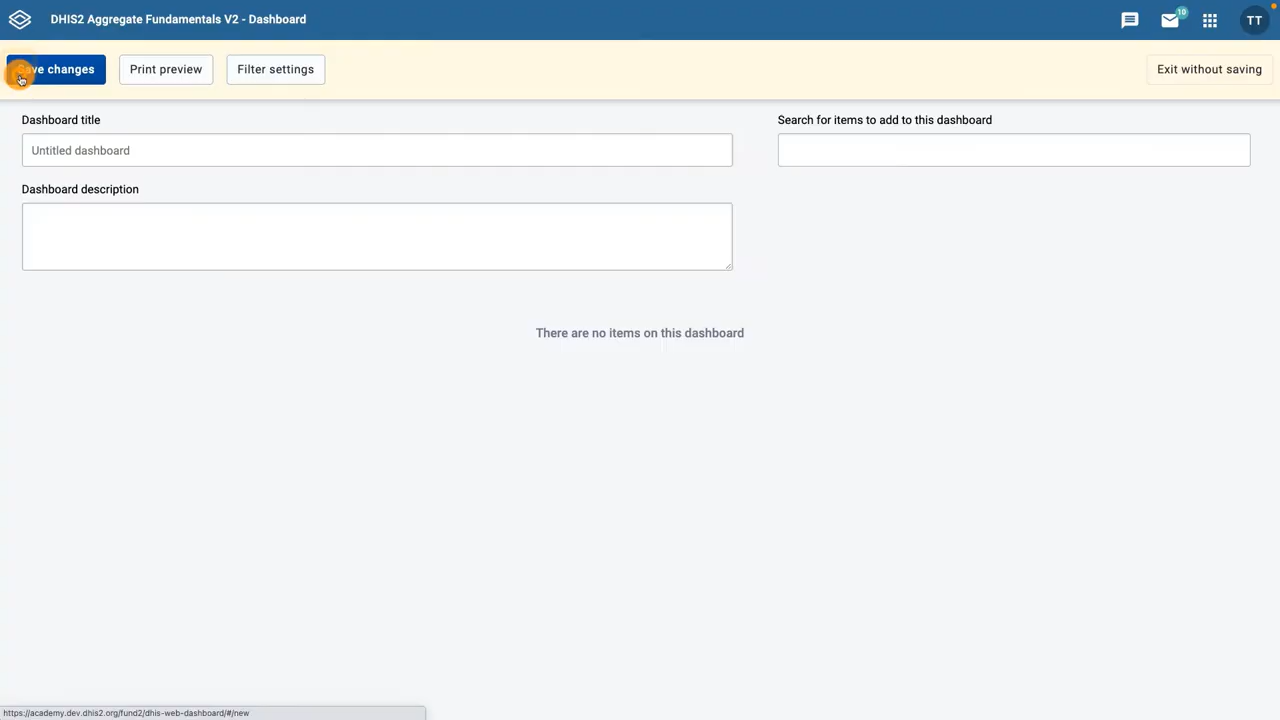 DHIS2 Aggregate Fundamentals V2 - Dashboard
10
TT
changes
Print preview
Filter settings
Exit without saving
Dashboard title
Search for items to add to this dashboard
Untitled dashboard
Dashboard description
There are no items on this dashboard
https://academy.dev.dhis2.org/fund2/dhis-web-dashboard/#/new